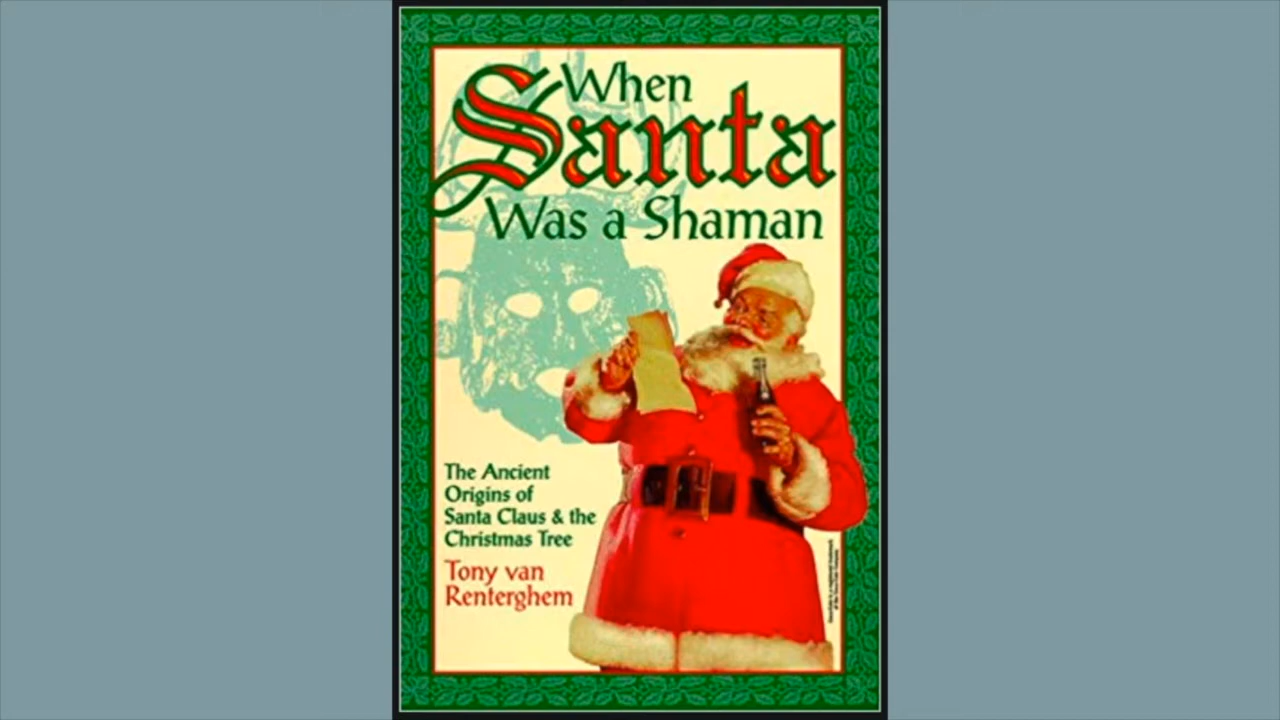 When
Santa
Was a Shaman
The Ancient
Origins of
Santa Claus & the
Christmas Tree
Tony van
Renterghem